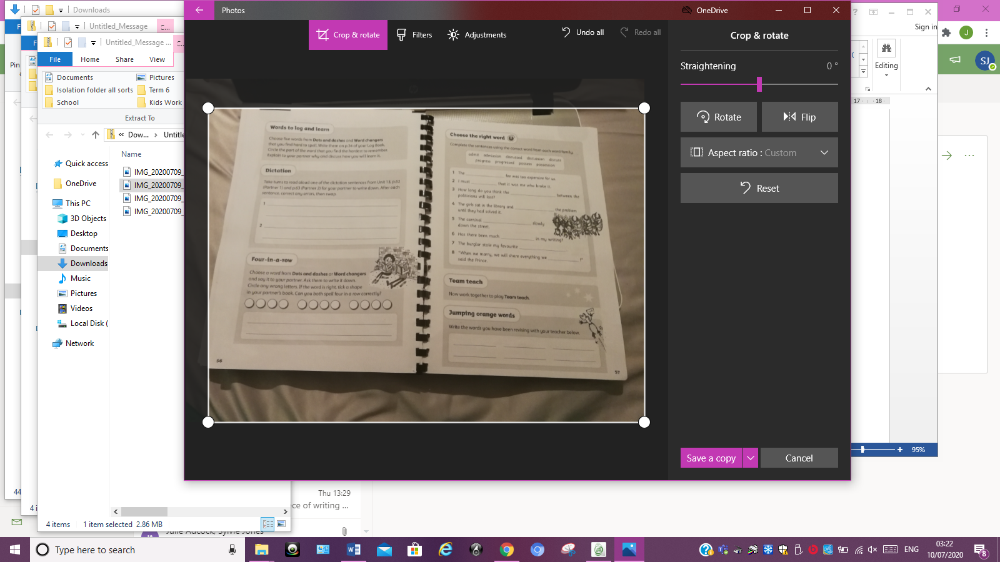 Downloads
Untitled_Message
Untitled_Message ...
File
Home
Share
View
Documents
Pictures
Isolation folder all sorts
Term 6
School
Kids Work
Extract To
Dow...
Untitle
Name
Quick access
OneDrive
This PC
3D Objects
Desktop
Documents
Downloads
Music
Pictures
Videos
Local Disk (
Network
IMG_20200709_
IMG_20200709_
IMG_20200709_
IMG_20200709_
4 items
1 item selected 2.86 MB
Photos
OneDrive
Crop & rotate
Filters
Adjustments
Undo all
Redo all
Words to log and learn
Choose five words from Dots and dashes and Word changers
that you find hard to spell. Write them on p.54 of your Log Book.
Circle the part of the word that you find the hardest to remember.
Explain to your partner why and discuss how you will learn it.
Dictation
Take turns to read aloud one of the dictation sentences from Unit 13, p.62
(Partner 1) and p.63 (Partner 2) for your partner to write down. After each
sentence, correct any errors, then swap.
1
2
Four-in-a-row
Choose a word from Dots and dashes or Word changers
and say it to your partner. Ask them to write it down.
Circle any wrong letters. If the word is right, tick a shape
in your partner's book. Can you both spell four in a row correctly?
56
Choose the right word
Complete the sentences using the correct word from each word family.
admit admission discussed discussion discuss
progress progressed possess possession
1 The fee was too expensive for us.
2 I must that it was me who broke it.
3 How long do you think the between the
politicians will last?
4 The girls sat in the library and the problem
until they had solved it.
5 The carnival slowly
down the street.
6 Has there been much in my writing?
7 The burglar stole my favourite
8 "When we marry, we will share everything we !"
said the Prince.
Team teach
Now work together to play Team teach.
Jumping orange words
Write the words you have been revising with your teacher below.
57
Crop & rotate
Straightening 0 °
Rotate
Flip
Aspect ratio : Custom
Reset
Save a copy
Cancel
Sign in
Editing
17 18
95%
J
SJ
Pin
44
4 i
Thu 13:29
ece of writing ...
Julie Adcock, Sylvie Jones
Type here to search
ENG
03:22
10/07/2020
8